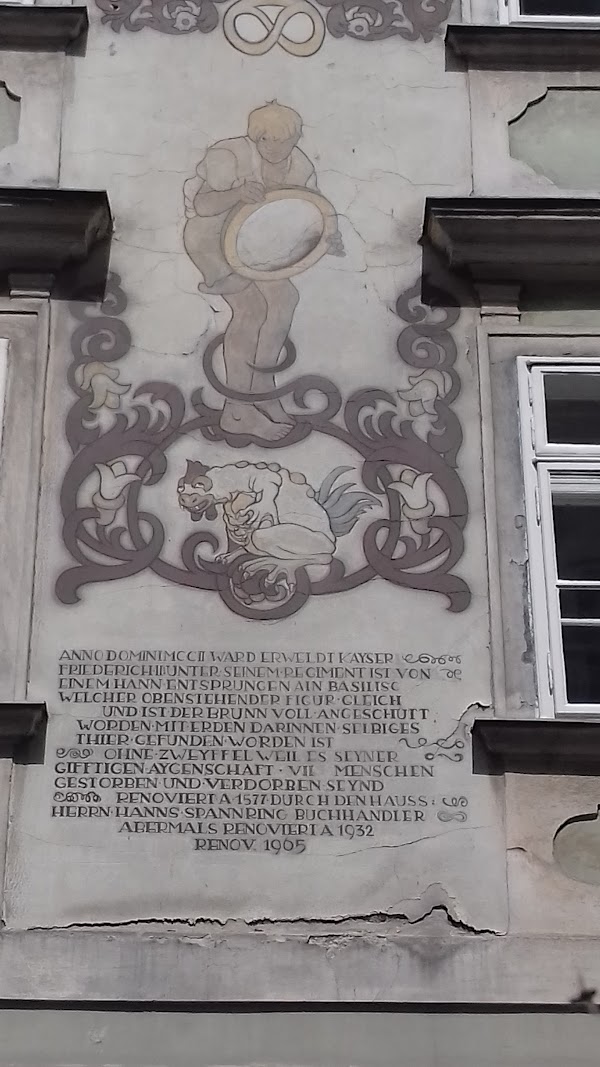 ANNO DOMINI MCCII WARD ERWELDT KAYSER
FRIEDERICH II UNTER SEINEM REGIMENT IST VON
EINEM HANN ENTSPRUNGEN AIN BASILISC
WELCHER OBENSTEHENDER FIGUR GLEICH
UND IST DER BRUNN VOLL ANGESCHÜTT
WORDEN MIT ERDEN DARINNEN SELBIGES
THIER GEFUNDEN WORDEN IST
OHNE ZWEYFFEL WEIL ES SEYNER
GIFFTIGEN AYGENSCHAFT VIL MENSCHEN
GESTORBEN UND VERDORBEN SEYND
RENOVIERT A 1577 DURCH DEN HAUSS:
HERRN HANNS SPANNRING BUCHHANDLER
ABERMALS RENOVIERT A 1932
RENOV. 1965